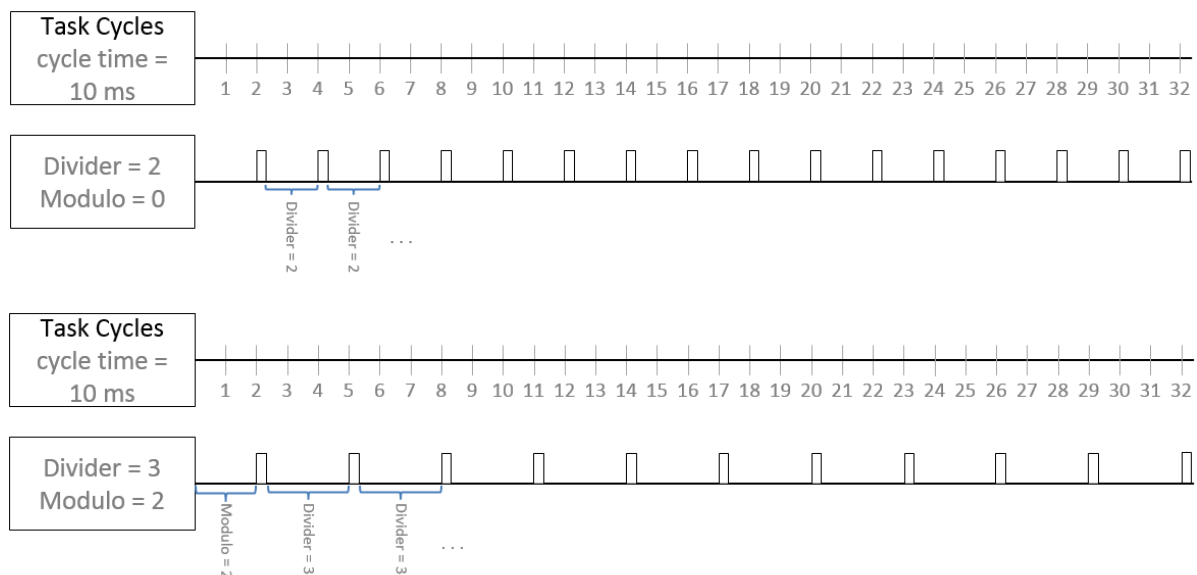 Task Cycles
cycle time =
10 ms
1 2 3 4 5 6 7 8 9 10 11 12 13 14 15 16 17 18 19 20 21 22 23 24 25 26 27 28 29 30 31 32
Divider = 2
Modulo = 0
Divider = 2
Divider = 2
. . .
Task Cycles
cycle time =
10 ms
1 2 3 4 5 6 7 8 9 10 11 12 13 14 15 16 17 18 19 20 21 22 23 24 25 26 27 28 29 30 31 32
Divider = 3
Modulo = 2
Modulo = 2
Divider = 3
Divider = 3
. . .